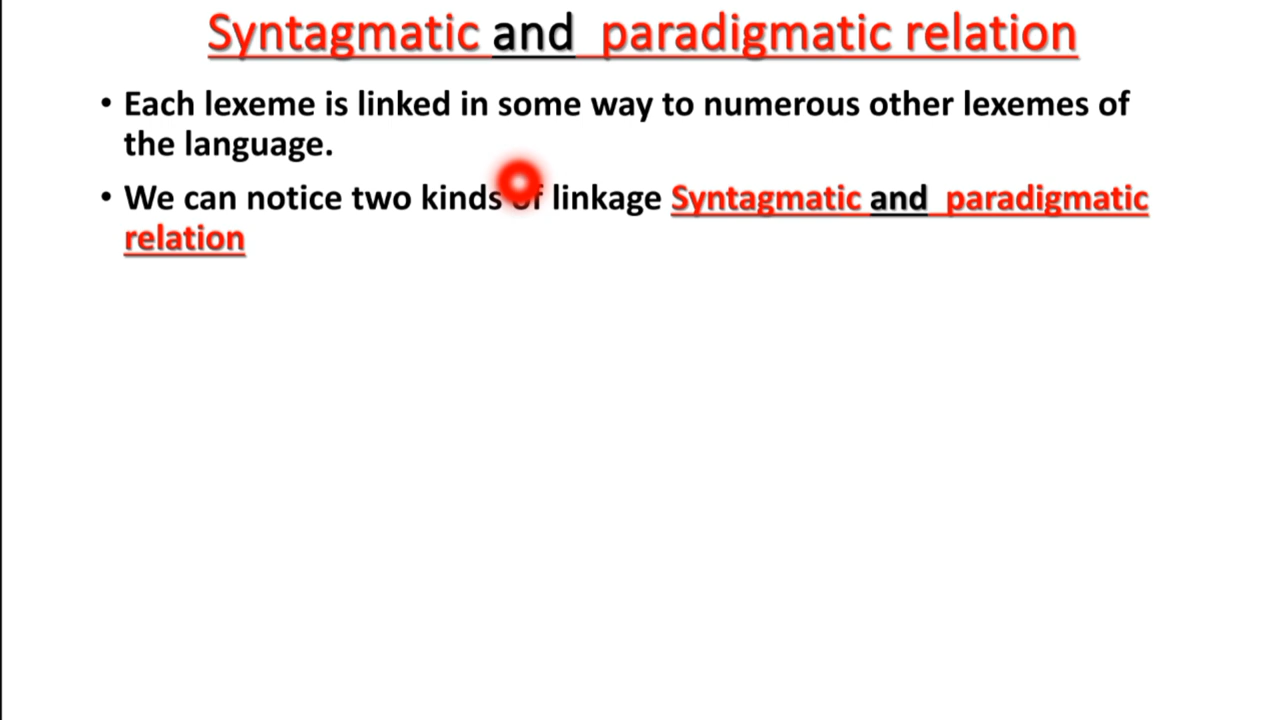 Syntagmatic and paradigmatic relation
• Each lexeme is linked in some way to numerous other lexemes of
the language.
• We can notice two kinds of linkage Syntagmatic and paradigmatic
relation